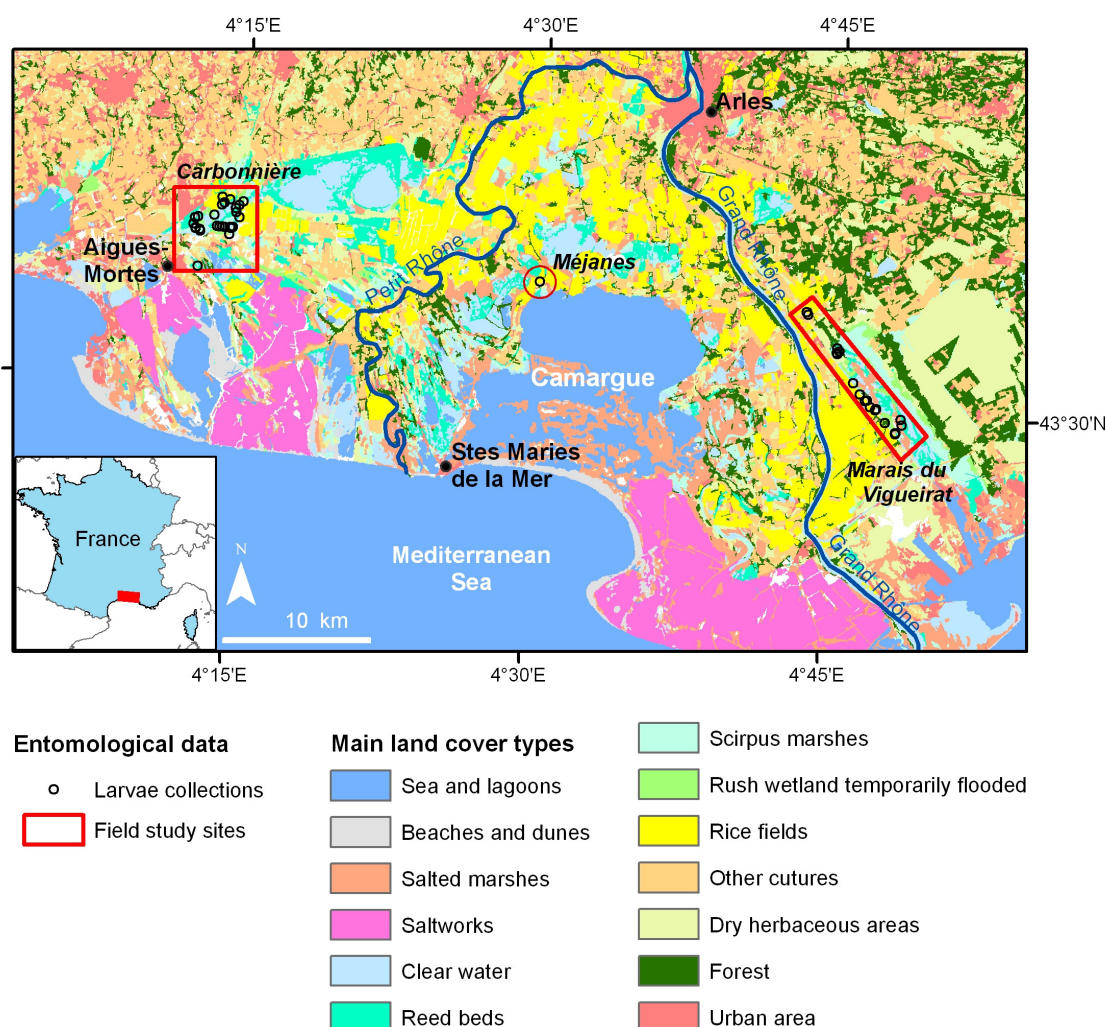 4°15'E 4°30'E 4°45'E
Arles
Carbonnière
Grand Rhône
Aigues-
Mortes
Petit Rhône
Méjanes
Camargue
43°30'N
Stes Maries
de la Mer
Marais du
Vigueirat
France
Mediterranean
Sea
N
Grand Rhône
10 km
4°15'E 4°30'E 4°45'E
Entomological data
Larvae collections
Field study sites
Main land cover types
Sea and lagoons
Beaches and dunes
Salted marshes
Saltworks
Clear water
Reed beds
Scirpus marshes
Rush wetland temporarily flooded
Rice fields
Other cutures
Dry herbaceous areas
Forest
Urban area